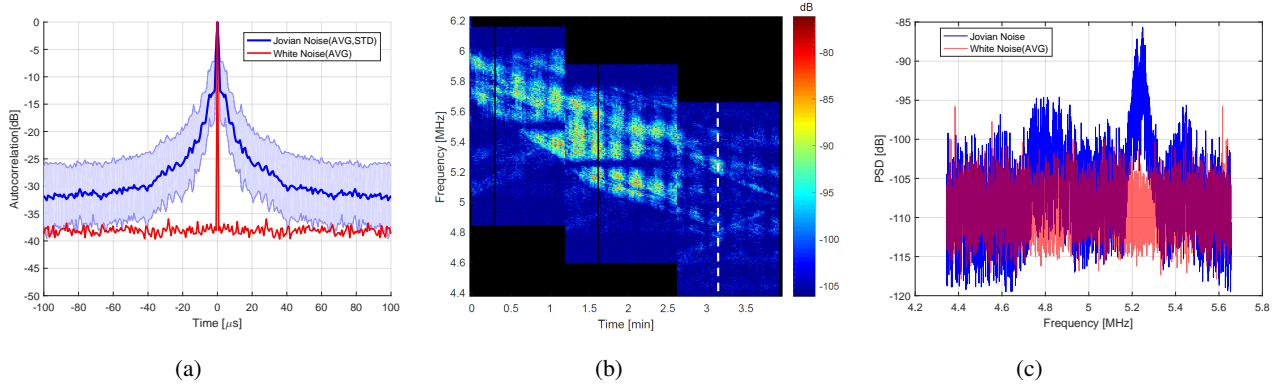 0
-5
-10
-15
-20
-25
-30
-35
-40
-45
-50
Autocorrelation[dB]
-100 -80 -60 -40 -20 0 20 40 60 80 100
Time [μs]
Jovian Noise(AVG,STD)
White Noise(AVG)
(a)
6.2
6
5.8
5.6
5.4
5.2
5
4.8
4.6
4.4
Frequency [MHz]
0 0.5 1 1.5 2 2.5 3 3.5
Time [min]
dB
-80
-85
-90
-95
-100
-105
(b)
-85
-90
-95
-100
-105
-110
-115
-120
PSD [dB]
4.2 4.4 4.6 4.8 5 5.2 5.4 5.6 5.8
Frequency [MHz]
Jovian Noise
White Noise(AVG)
(c)